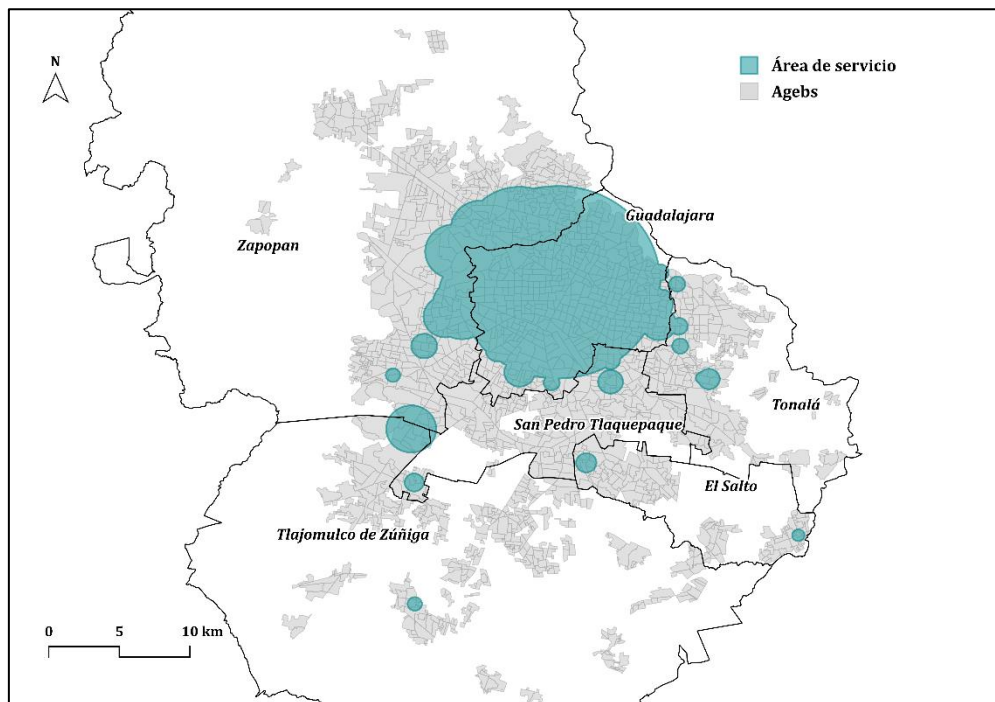 N
Área de servicio
Agebs
Guadalajara
Zapopan
Tonalá
San Pedro Tlaquepaque
El Salto
Tlajomulco de Zúñiga
0 5 10 km